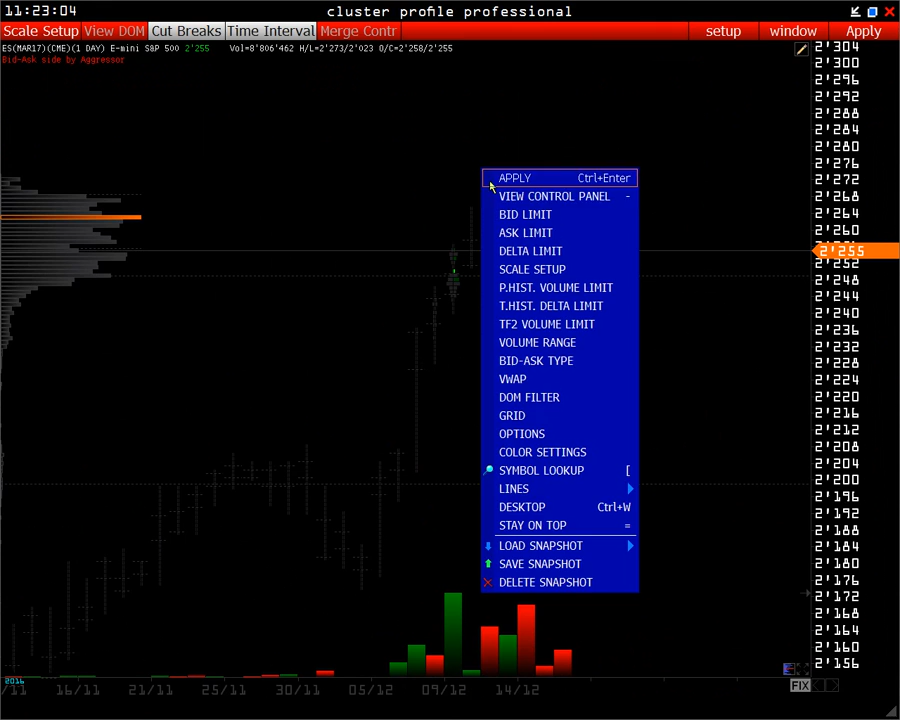 11:23:04 cluster profile professional
Scale Setup View DOM Cut Breaks Time Interval Merge Contr setup window Apply
ES(MAR17)(CME)(1 DAY) E-mini S&P 500 2'255 Vol=8'806'462 H/L=2'273/2'023 O/C=2'258/2'255
Bid-Ask side by Aggressor
2'304
2'300
2'296
2'292
2'288
2'284
2'280
2'276
2'272
2'268
2'264
2'260
2'255
2'252
2'248
2'244
2'240
2'236
2'232
2'228
2'224
2'220
2'216
2'212
2'208
2'204
2'200
2'196
2'192
2'188
2'184
2'180
2'176
2'172
2'168
2'164
2'160
2'156
APPLY Ctrl+Enter
VIEW CONTROL PANEL -
BID LIMIT
ASK LIMIT
DELTA LIMIT
SCALE SETUP
P.HIST. VOLUME LIMIT
T.HIST. DELTA LIMIT
TF2 VOLUME LIMIT
VOLUME RANGE
BID-ASK TYPE
VWAP
DOM FILTER
GRID
OPTIONS
COLOR SETTINGS
SYMBOL LOOKUP [
LINES
DESKTOP Ctrl+W
STAY ON TOP =
LOAD SNAPSHOT
SAVE SNAPSHOT
DELETE SNAPSHOT
2016
/11 16/11 21/11 25/11 30/11 05/12 09/12 14/12
FIX